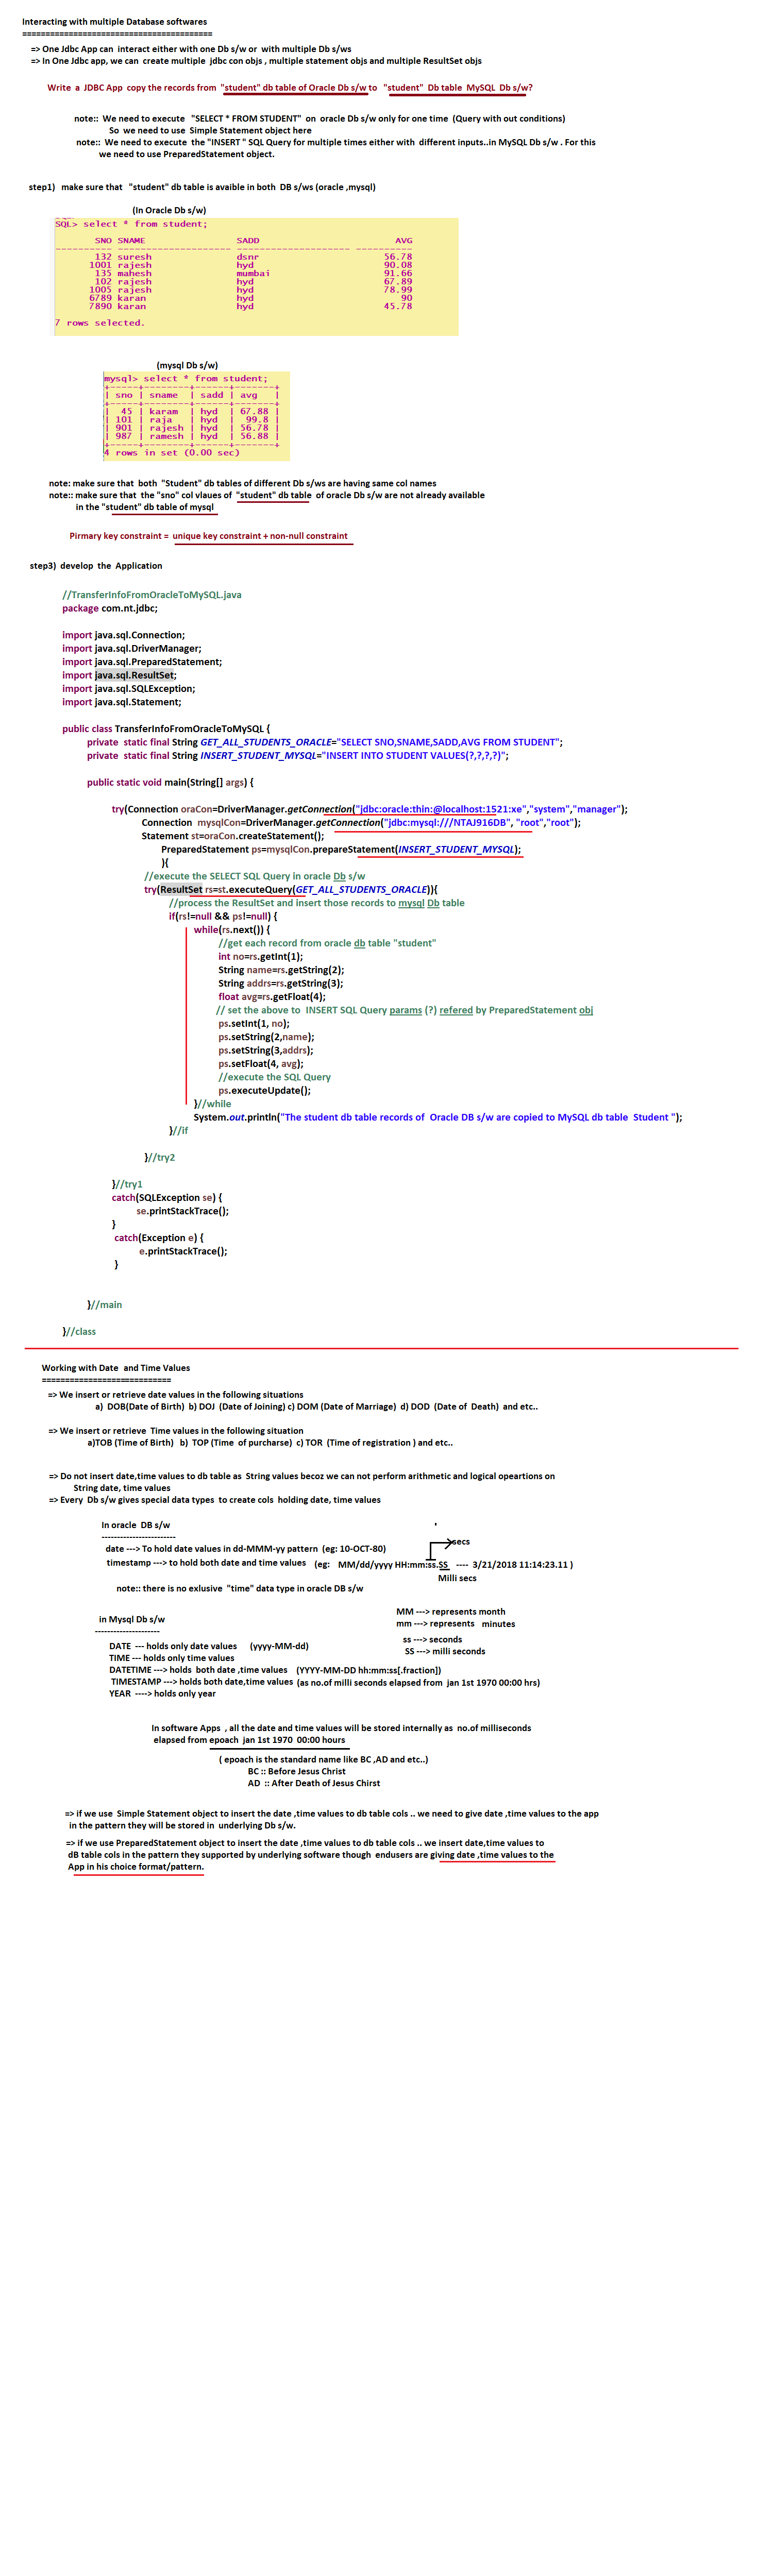 Interacting with multiple Database softwares
=========================================
=> One Jdbc App can interact either with one Db s/w or with multiple Db s/ws
=> In One Jdbc app, we can create multiple jdbc con objs , multiple statement objs and multiple ResultSet objs
Write a JDBC App copy the records from "student" db table of Oracle Db s/w to "student" Db table MySQL Db s/w?
note:: We need to execute "SELECT * FROM STUDENT" on oracle Db s/w only for one time (Query with out conditions)
So we need to use Simple Statement object here
note:: We need to execute the "INSERT " SQL Query for multiple times either with different inputs..in MySQL Db s/w . For this
we need to use PreparedStatement object.
step1) make sure that "student" db table is avaible in both DB s/ws (oracle ,mysql)
(In Oracle Db s/w)
SQL> select * from student;
SNO SNAME SADD AVG
---------- -------------------- -------------------- ----------
132 suresh dsnr 56.78
1001 rajesh hyd 90.08
135 mahesh mumbai 91.66
102 rajesh hyd 67.89
1005 rajesh hyd 78.99
6789 karan hyd 90
7890 karan hyd 45.78
7 rows selected.
(mysql Db s/w)
mysql> select * from student;
+-----+--------+------+-------+
| sno | sname | sadd | avg |
+-----+--------+------+-------+
| 45 | karam | hyd | 67.88 |
| 101 | raja | hyd | 99.8 |
| 901 | rajesh | hyd | 56.78 |
| 987 | ramesh | hyd | 56.88 |
+-----+--------+------+-------+
4 rows in set (0.00 sec)
note: make sure that both "Student" db tables of different Db s/ws are having same col names
note:: make sure that the "sno" col vlaues of "student" db table of oracle Db s/w are not already available
in the "student" db table of mysql
Pirmary key constraint = unique key constraint + non-null constraint
step3) develop the Application
//TransferInfoFromOracleToMySQL.java
package com.nt.jdbc;
import java.sql.Connection;
import java.sql.DriverManager;
import java.sql.PreparedStatement;
import java.sql.ResultSet;
import java.sql.SQLException;
import java.sql.Statement;
public class TransferInfoFromOracleToMySQL {
private static final String GET_ALL_STUDENTS_ORACLE="SELECT SNO,SNAME,SADD,AVG FROM STUDENT";
private static final String INSERT_STUDENT_MYSQL="INSERT INTO STUDENT VALUES(?,?,?,?)";
public static void main(String[] args) {
try(Connection oraCon=DriverManager.getConnection("jdbc:oracle:thin:@localhost:1521:xe","system","manager");
Connection mysqlCon=DriverManager.getConnection("jdbc:mysql:///NTAJ916DB", "root","root");
Statement st=oraCon.createStatement();
PreparedStatement ps=mysqlCon.prepareStatement(INSERT_STUDENT_MYSQL);
){
//execute the SELECT SQL Query in oracle Db s/w
try(ResultSet rs=st.executeQuery(GET_ALL_STUDENTS_ORACLE)){
//process the ResultSet and insert those records to mysql Db table
if(rs!=null && ps!=null) {
while(rs.next()) {
//get each record from oracle db table "student"
int no=rs.getInt(1);
String name=rs.getString(2);
String addrs=rs.getString(3);
float avg=rs.getFloat(4);
// set the above to INSERT SQL Query params (?) refered by PreparedStatement obj
ps.setInt(1, no);
ps.setString(2,name);
ps.setString(3,addrs);
ps.setFloat(4, avg);
//execute the SQL Query
ps.executeUpdate();
}//while
System.out.println("The student db table records of Oracle DB s/w are copied to MySQL db table Student ");
}//if
}//try2
}//try1
catch(SQLException se) {
se.printStackTrace();
}
catch(Exception e) {
e.printStackTrace();
}
}//main
}//class
Working with Date and Time Values
============================
=> We insert or retrieve date values in the following situations
a) DOB(Date of Birth) b) DOJ (Date of Joining) c) DOM (Date of Marriage) d) DOD (Date of Death) and etc..
=> We insert or retrieve Time values in the following situation
a)TOB (Time of Birth) b) TOP (Time of purcharse) c) TOR (Time of registration ) and etc..
=> Do not insert date,time values to db table as String values becoz we can not perform arithmetic and logical opeartions on
String date, time values
=> Every Db s/w gives special data types to create cols holding date, time values
In oracle DB s/w
------------------------
date ---> To hold date values in dd-MMM-yy pattern (eg: 10-OCT-80)
secs
timestamp ---> to hold both date and time values (eg: MM/dd/yyyy HH:mm:ss.SS ---- 3/21/2018 11:14:23.11 )
Milli secs
note:: there is no exlusive "time" data type in oracle DB s/w
MM ---> represents month
in Mysql Db s/w
mm ---> represents minutes
---------------------
ss ---> seconds
DATE --- holds only date values (yyyy-MM-dd)
SS ---> milli seconds
TIME --- holds only time values
DATETIME ---> holds both date ,time values (YYYY-MM-DD hh:mm:ss[.fraction])
TIMESTAMP ---> holds both date,time values (as no.of milli seconds elapsed from jan 1st 1970 00:00 hrs)
YEAR ----> holds only year
In software Apps , all the date and time values will be stored internally as no.of milliseconds
elapsed from epoach jan 1st 1970 00:00 hours
( epoach is the standard name like BC ,AD and etc..)
BC :: Before Jesus Christ
AD :: After Death of Jesus Chirst
=> if we use Simple Statement object to insert the date ,time values to db table cols .. we need to give date ,time values to the app
in the pattern they will be stored in underlying Db s/w.
=> if we use PreparedStatement object to insert the date ,time values to db table cols .. we insert date,time values to
dB table cols in the pattern they supported by underlying software though endusers are giving date ,time values to the
App in his choice format/pattern.